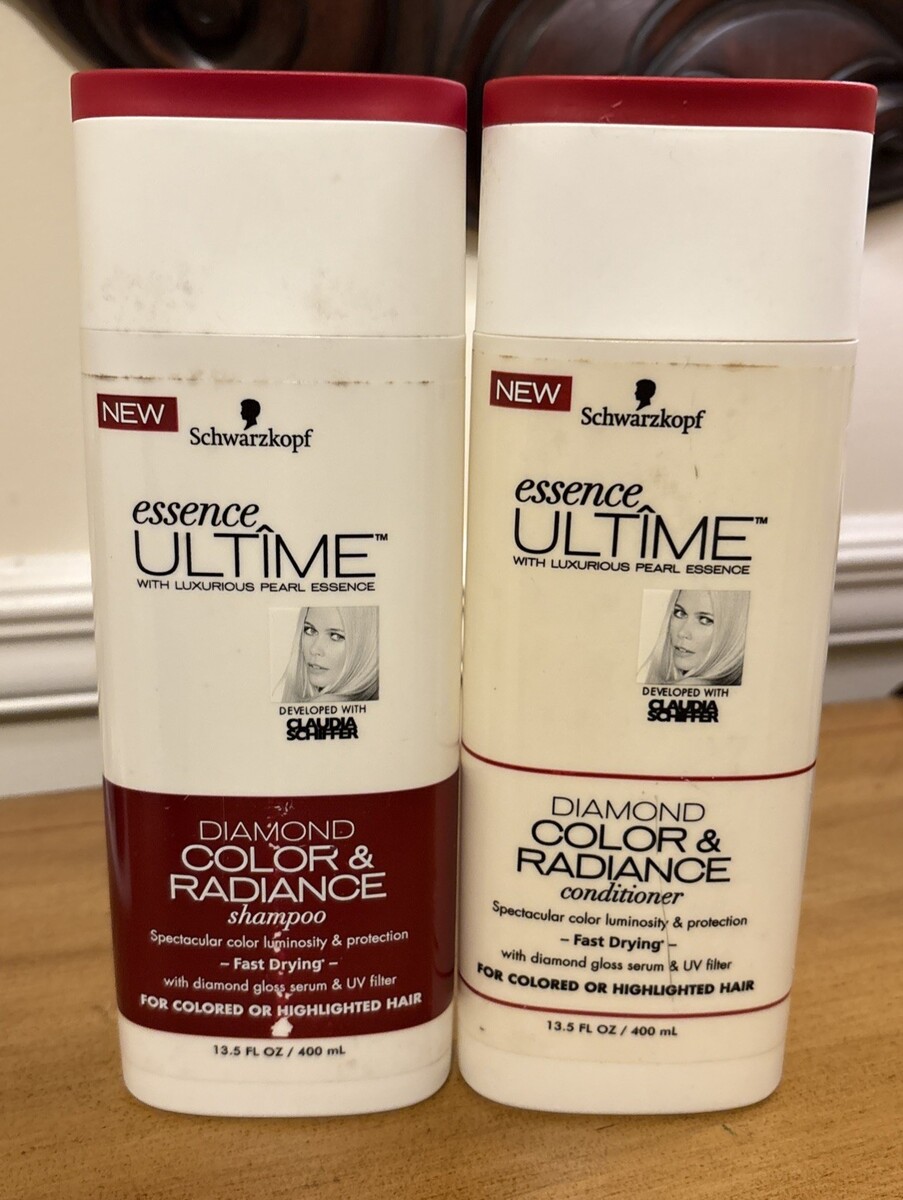 NEW
Schwarzkopf
essence
ULTÎME™
WITH LUXURIOUS PEARL ESSENCE
DEVELOPED WITH
CLAUDIA
SCHIFFER
DIAMOND
COLOR &
RADIANCE
shampoo
Spectacular color luminosity & protection
– Fast Drying* –
with diamond gloss serum & UV filter
FOR COLORED OR HIGHLIGHTED HAIR
13.5 FL OZ / 400 mL
NEW
Schwarzkopf
essence
ULTÎME™
WITH LUXURIOUS PEARL ESSENCE
DEVELOPED WITH
CLAUDIA
SCHIFFER
DIAMOND
COLOR &
RADIANCE
conditioner
Spectacular color luminosity & protection
– Fast Drying* –
with diamond gloss serum & UV filter
FOR COLORED OR HIGHLIGHTED HAIR
13.5 FL OZ / 400 mL